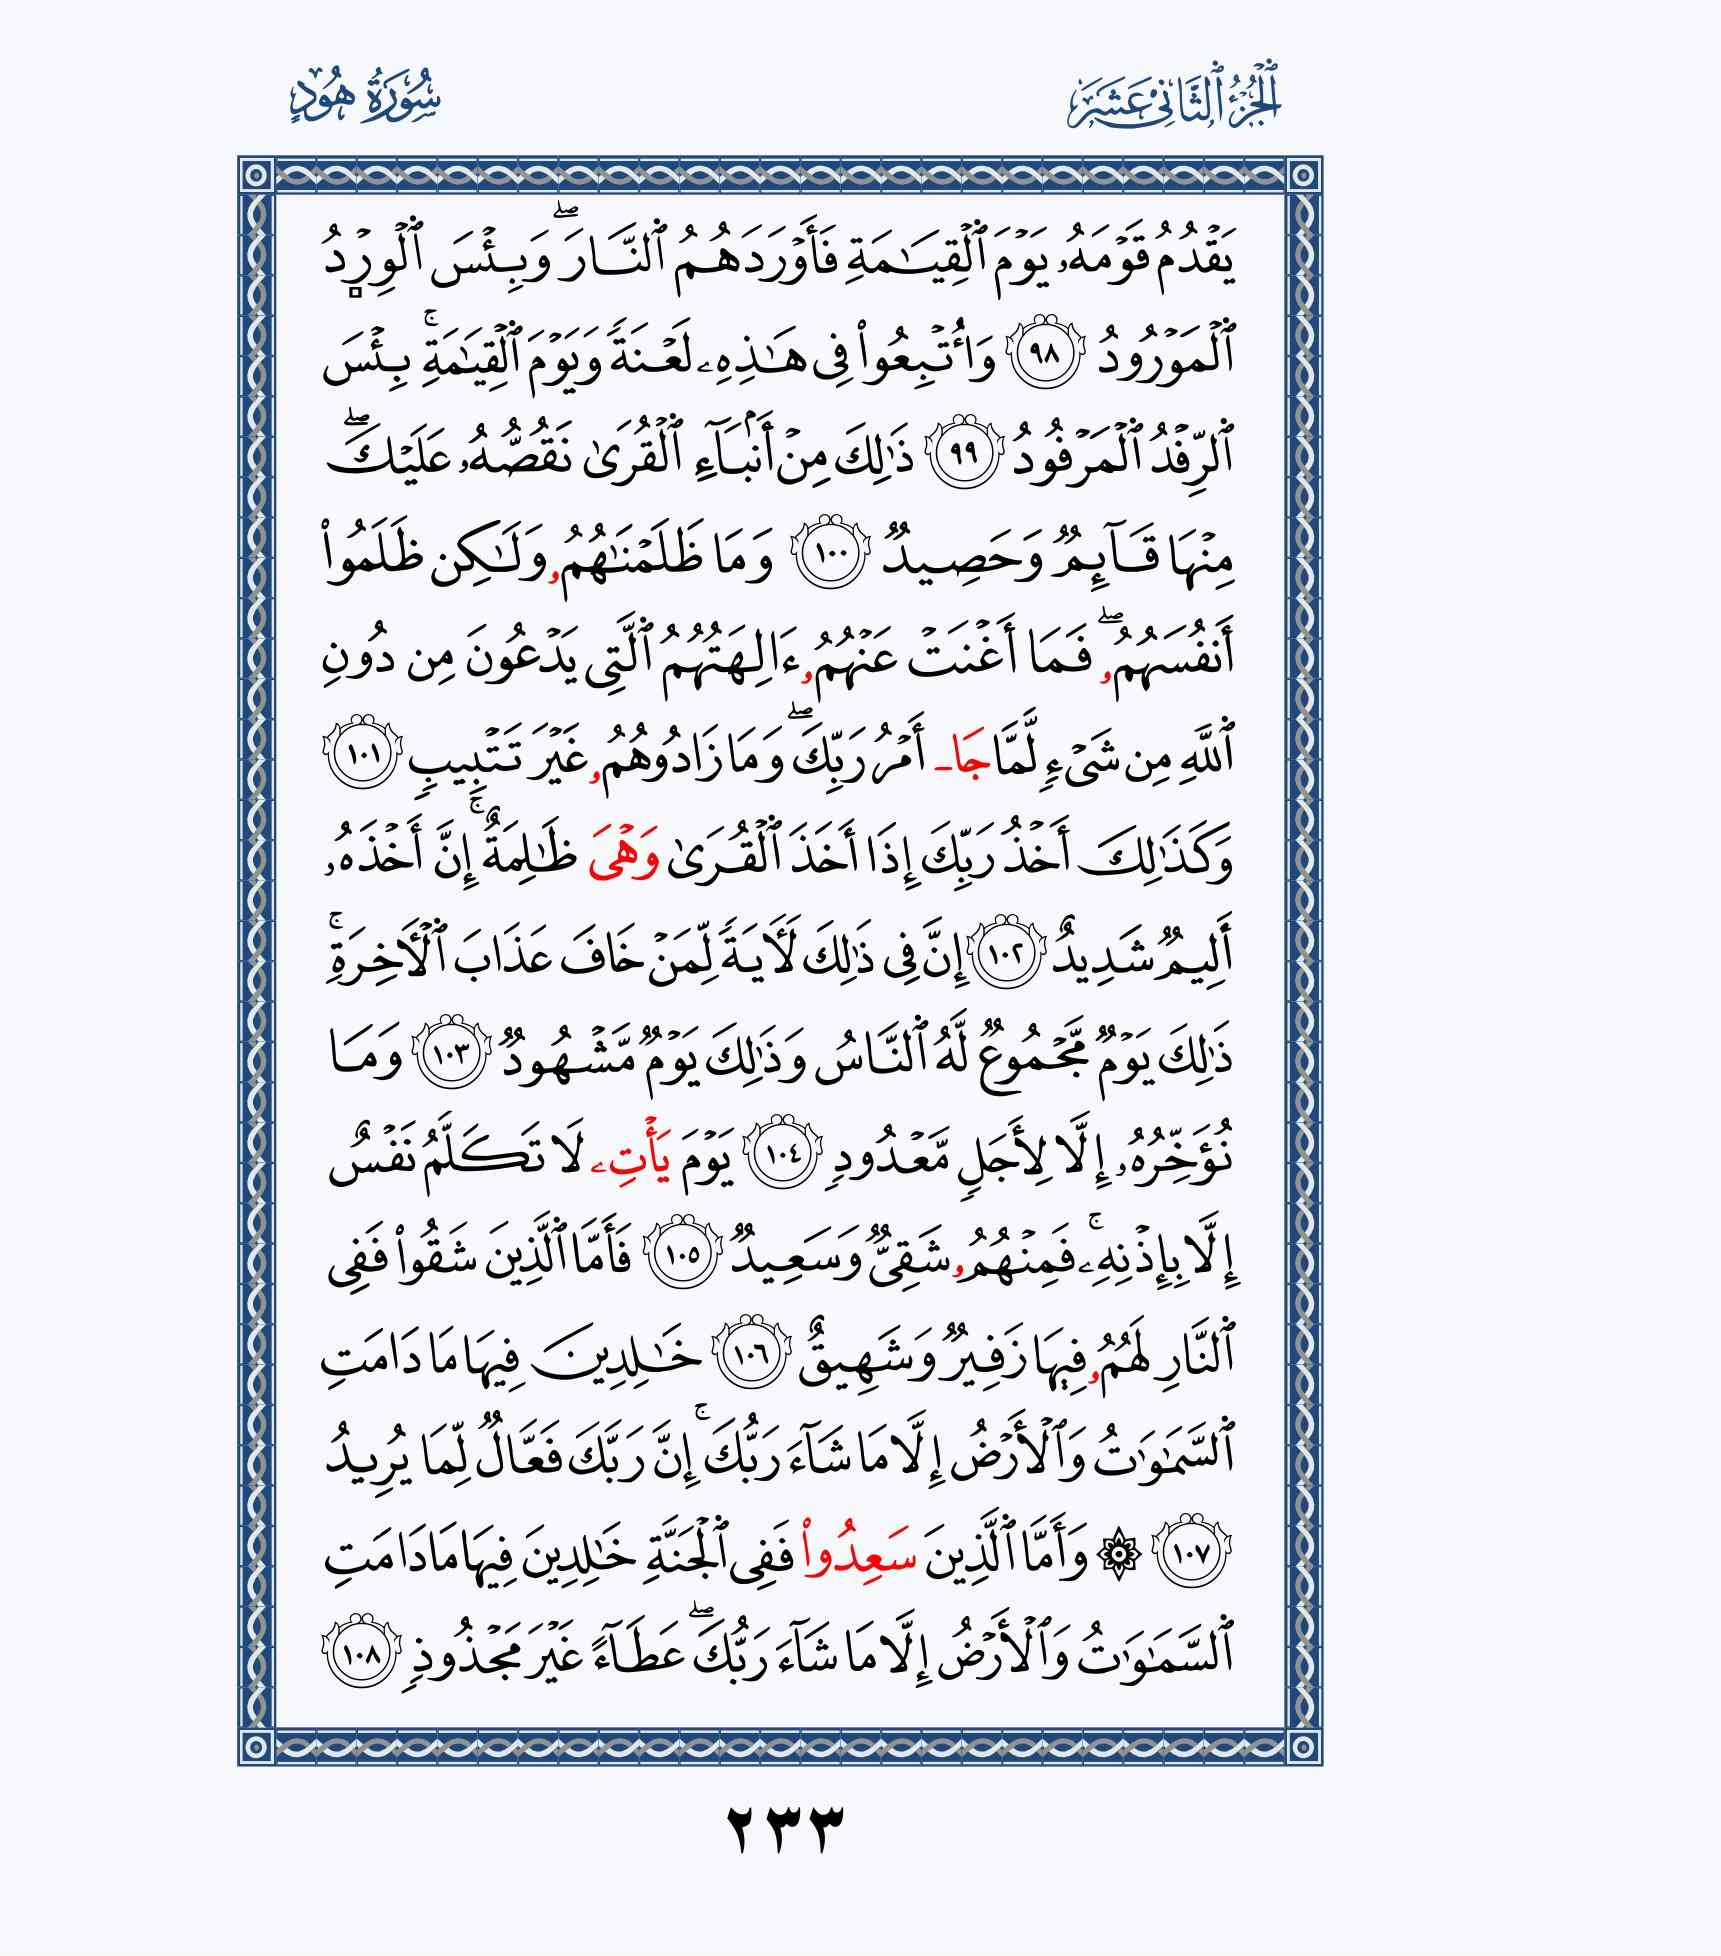 ٱلۡجُزۡءُ ٱلثَّانِي عَشَرَ سُورَةُ هُودٍ
يَقۡدُمُ قَوۡمَهُۥ يَوۡمَ ٱلۡقِيَٰمَةِ فَأَوۡرَدَهُمُ ٱلنَّارَۖ وَبِئۡسَ ٱلۡوِرۡدُ
ٱلۡمَوۡرُودُ ٩٨ وَأُتۡبِعُواْ فِى هَٰذِهِۦ لَعۡنَةً وَيَوۡمَ ٱلۡقِيَٰمَةِۚ بِئۡسَ
ٱلرِّفۡدُ ٱلۡمَرۡفُودُ ٩٩ ذَٰلِكَ مِنۡ أَنۢبَآءِ ٱلۡقُرَىٰ نَقُصُّهُۥ عَلَيۡكَۖ
مِنۡهَا قَآئِمٌ وَحَصِيدٌ ١٠٠ وَمَا ظَلَمۡنَٰهُمُۥ وَلَٰكِن ظَلَمُواْ
أَنفُسَهُمُۥۖ فَمَا أَغۡنَتۡ عَنۡهُمُۥ ءَالِهَتُهُمُ ٱلَّتِى يَدۡعُونَ مِن دُونِ
ٱللَّهِ مِن شَىۡءٍ لَّمَّا جَا أَمۡرُ رَبِّكَۖ وَمَا زَادُوهُمُۥ غَيۡرَ تَتۡبِيبٍ ١٠١
وَكَذَٰلِكَ أَخۡذُ رَبِّكَ إِذَا أَخَذَ ٱلۡقُرَىٰ وَهۡىَ ظَٰلِمَةٌۚ إِنَّ أَخۡذَهُۥ
أَلِيمٌ شَدِيدٌ ١٠٢ إِنَّ فِى ذَٰلِكَ لَأٓيَةً لِّمَنۡ خَافَ عَذَابَ ٱلۡأٓخِرَةِۚ
ذَٰلِكَ يَوۡمٌ مَّجۡمُوعٌ لَّهُ ٱلنَّاسُ وَذَٰلِكَ يَوۡمٌ مَّشۡهُودٌ ١٠٣ وَمَا
نُؤَخِّرُهُۥ إِلَّا لِأَجَلٍ مَّعۡدُودٍ ١٠٤ يَوۡمَ يَأۡتِۦ لَا تَكَلَّمُ نَفۡسٌ
إِلَّا بِإِذۡنِهِۦۚ فَمِنۡهُمُۥ شَقِىٌّ وَسَعِيدٌ ١٠٥ فَأَمَّا ٱلَّذِينَ شَقُواْ فَفِى
ٱلنَّارِ لَهُمُۥ فِيهَا زَفِيرٌ وَشَهِيقٌ ١٠٦ خَٰلِدِينَ فِيهَا مَا دَامَتِ
ٱلسَّمَٰوَٰتُ وَٱلۡأَرۡضُ إِلَّا مَا شَآءَ رَبُّكَۚ إِنَّ رَبَّكَ فَعَّالٌ لِّمَا يُرِيدُ
١٠٧ ۞ وَأَمَّا ٱلَّذِينَ سَعِدُواْ فَفِى ٱلۡجَنَّةِ خَٰلِدِينَ فِيهَا مَا دَامَتِ
ٱلسَّمَٰوَٰتُ وَٱلۡأَرۡضُ إِلَّا مَا شَآءَ رَبُّكَۖ عَطَآءً غَيۡرَ مَجۡذُوذٍ ١٠٨
٢٣٣